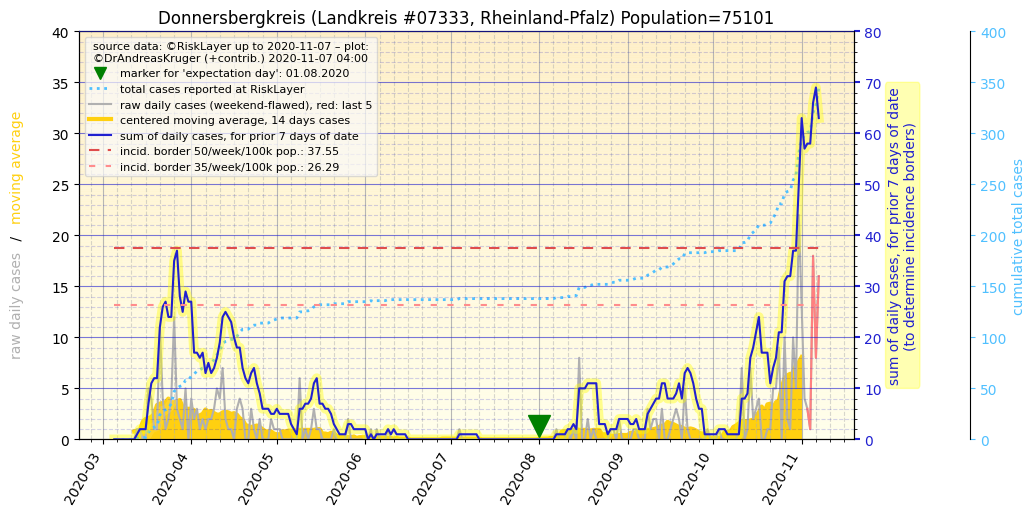 Donnersbergkreis (Landkreis #07333, Rheinland-Pfalz) Population=75101
source data: ©RiskLayer up to 2020-11-07 – plot:
©DrAndreasKruger (+contrib.) 2020-11-07 04:00
marker for 'expectation day': 01.08.2020
total cases reported at RiskLayer
raw daily cases (weekend-flawed), red: last 5
centered moving average, 14 days cases
sum of daily cases, for prior 7 days of date
incid. border 50/week/100k pop.: 37.55
incid. border 35/week/100k pop.: 26.29
raw daily cases / moving average
40
35
30
25
20
15
10
5
0
80
70
60
50
40
30
20
10
0
sum of daily cases, for prior 7 days of date
(to determine incidence borders)
400
350
300
250
200
150
100
50
0
cumulative total cases
2020-03
2020-04
2020-05
2020-06
2020-07
2020-08
2020-09
2020-10
2020-11